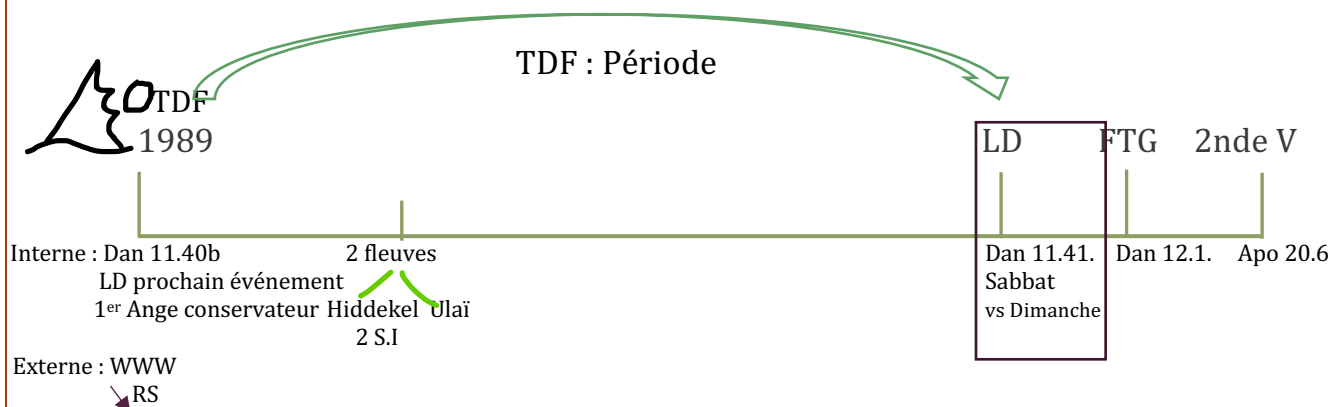 TDF : Période
TDF
1989
LD
FTG
2nde V
Interne : Dan 11.40b
2 fleuves
Dan 11.41.
Dan 12.1.
Apo 20.6
LD prochain événement
Sabbat
1er Ange conservateur
Hiddekel
Ulaï
vs Dimanche
2 S.I
Externe : WWW
RS